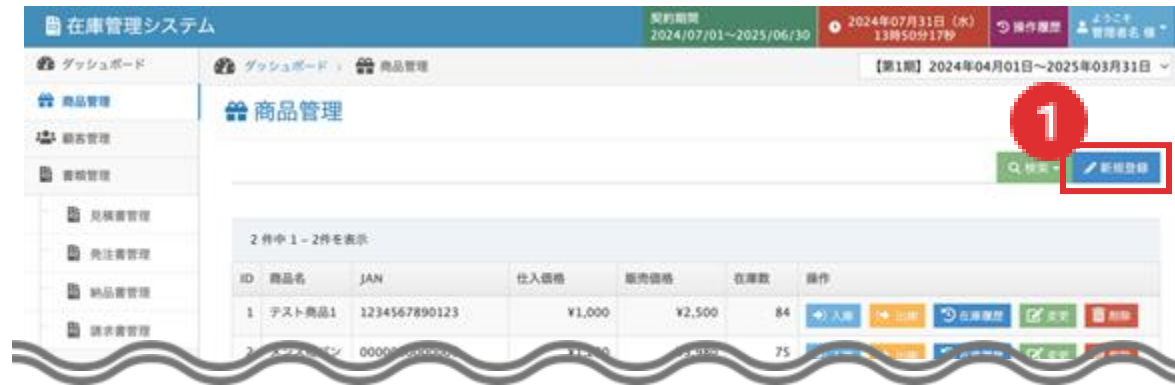 在庫管理システム
契約期間
2024/07/01~2025/06/30
2024年07月31日 (水)
13時50分17秒
操作履歴
ようこそ
管理者名 様
ダッシュボード
ダッシュボード › 商品管理
【第1期】2024年04月01日~2025年03月31日
商品管理
商品管理
顧客管理
1
検索
新規登録
書類管理
見積書管理
発注書管理
納品書管理
請求書管理
2 件中 1 – 2件を表示
ID 商品名 JAN 仕入価格 販売価格 在庫数 操作
1 テスト商品1 1234567890123 ¥1,000 ¥2,500 84 入庫 出庫 在庫履歴 変更 削除
75